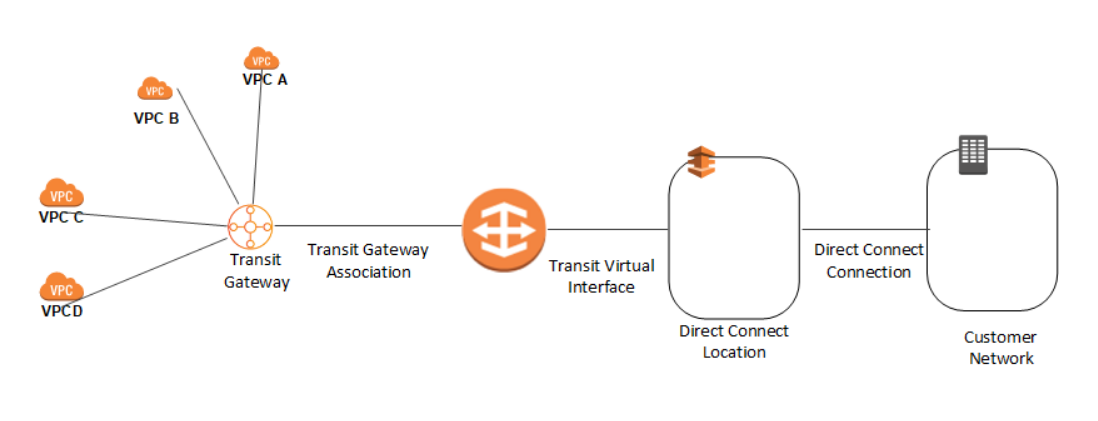 VPC
VPC A
VPC
VPC B
VPC
VPC C
VPC
VPCD
Transit
Gateway
Transit Gateway
Association
Transit Virtual
Interface
Direct Connect
Location
Direct Connect
Connection
Customer
Network